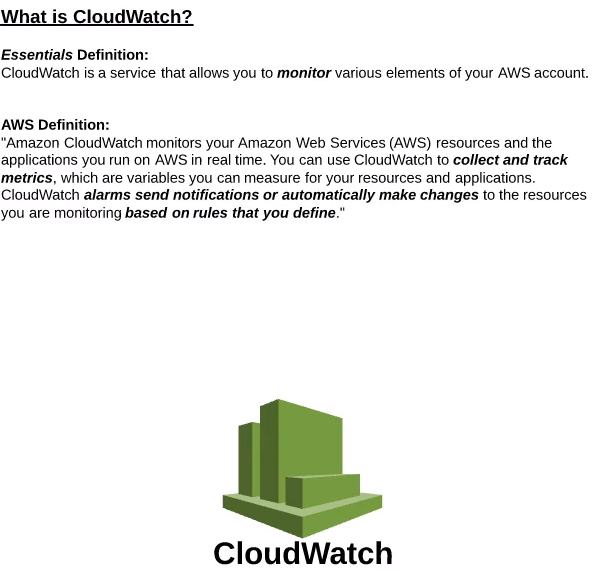 What is CloudWatch?
Essentials Definition:
CloudWatch is a service that allows you to monitor various elements of your AWS account.
AWS Definition:
"Amazon CloudWatch monitors your Amazon Web Services (AWS) resources and the
applications you run on AWS in real time. You can use CloudWatch to collect and track
metrics, which are variables you can measure for your resources and applications.
CloudWatch alarms send notifications or automatically make changes to the resources
you are monitoring based on rules that you define."
CloudWatch